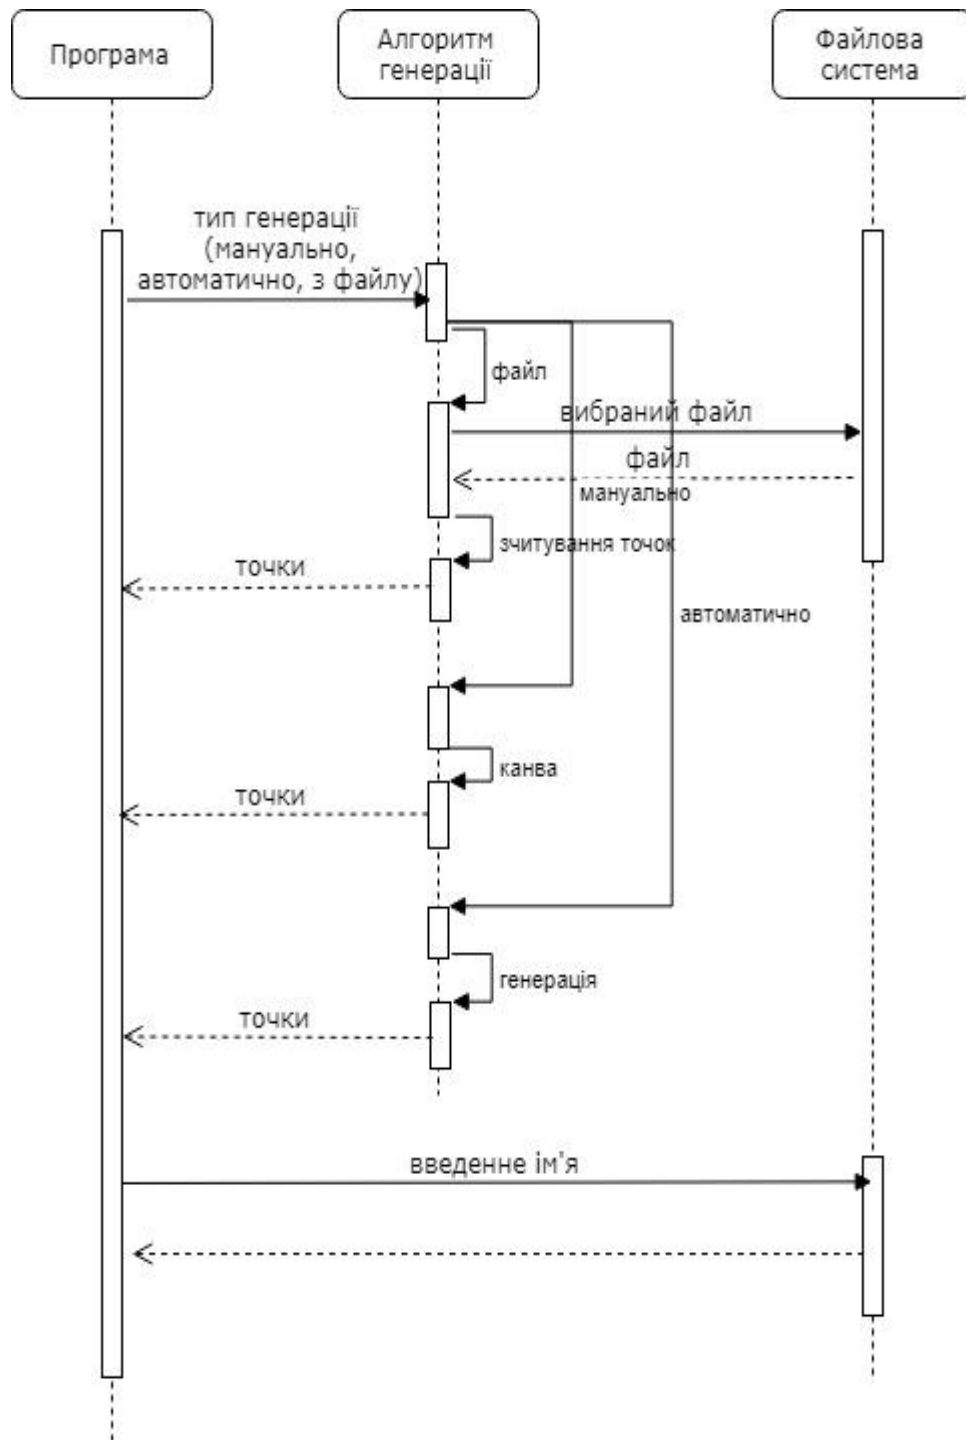 Програма
Алгоритм
генерації
Файлова
система
тип генерації
(мануально,
автоматично, з файлу)
файл
вибраний файл
файл
мануально
зчитування точок
точки
автоматично
канва
точки
генерація
точки
введенне ім'я